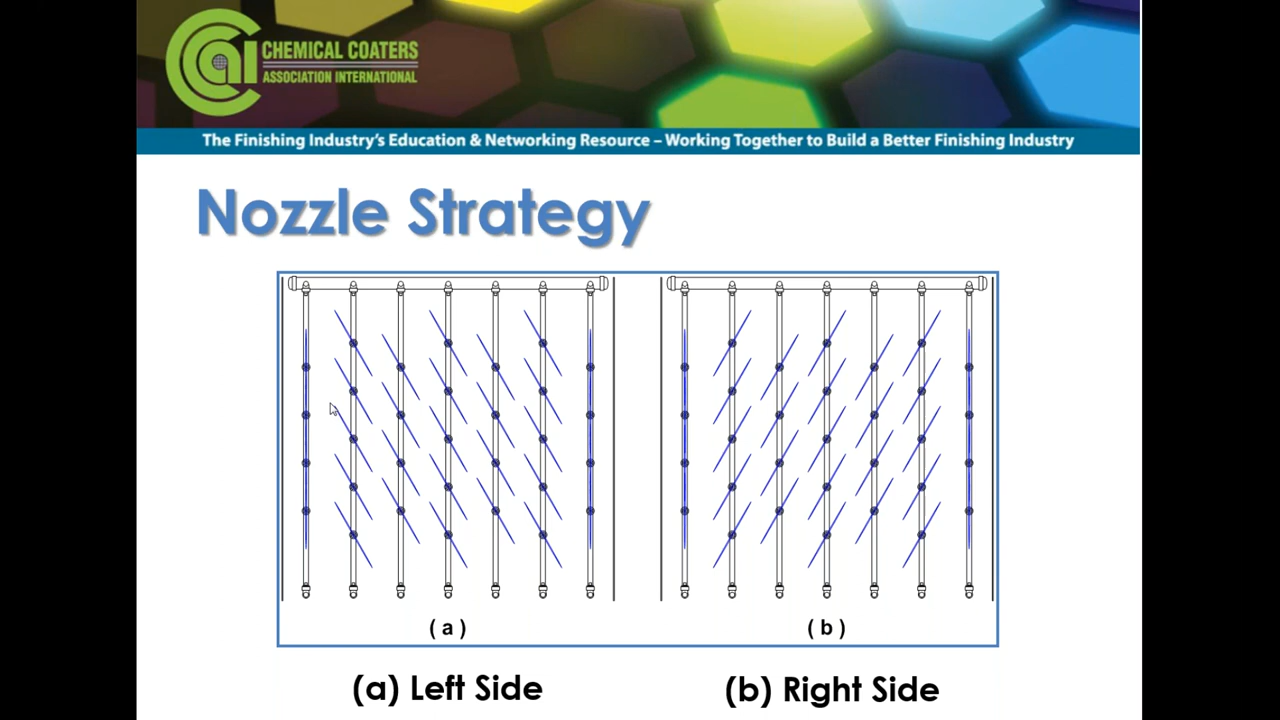 CHEMICAL COATERS
ASSOCIATION INTERNATIONAL
The Finishing Industry's Education & Networking Resource – Working Together to Build a Better Finishing Industry
Nozzle Strategy
( a )
( b )
(a) Left Side
(b) Right Side